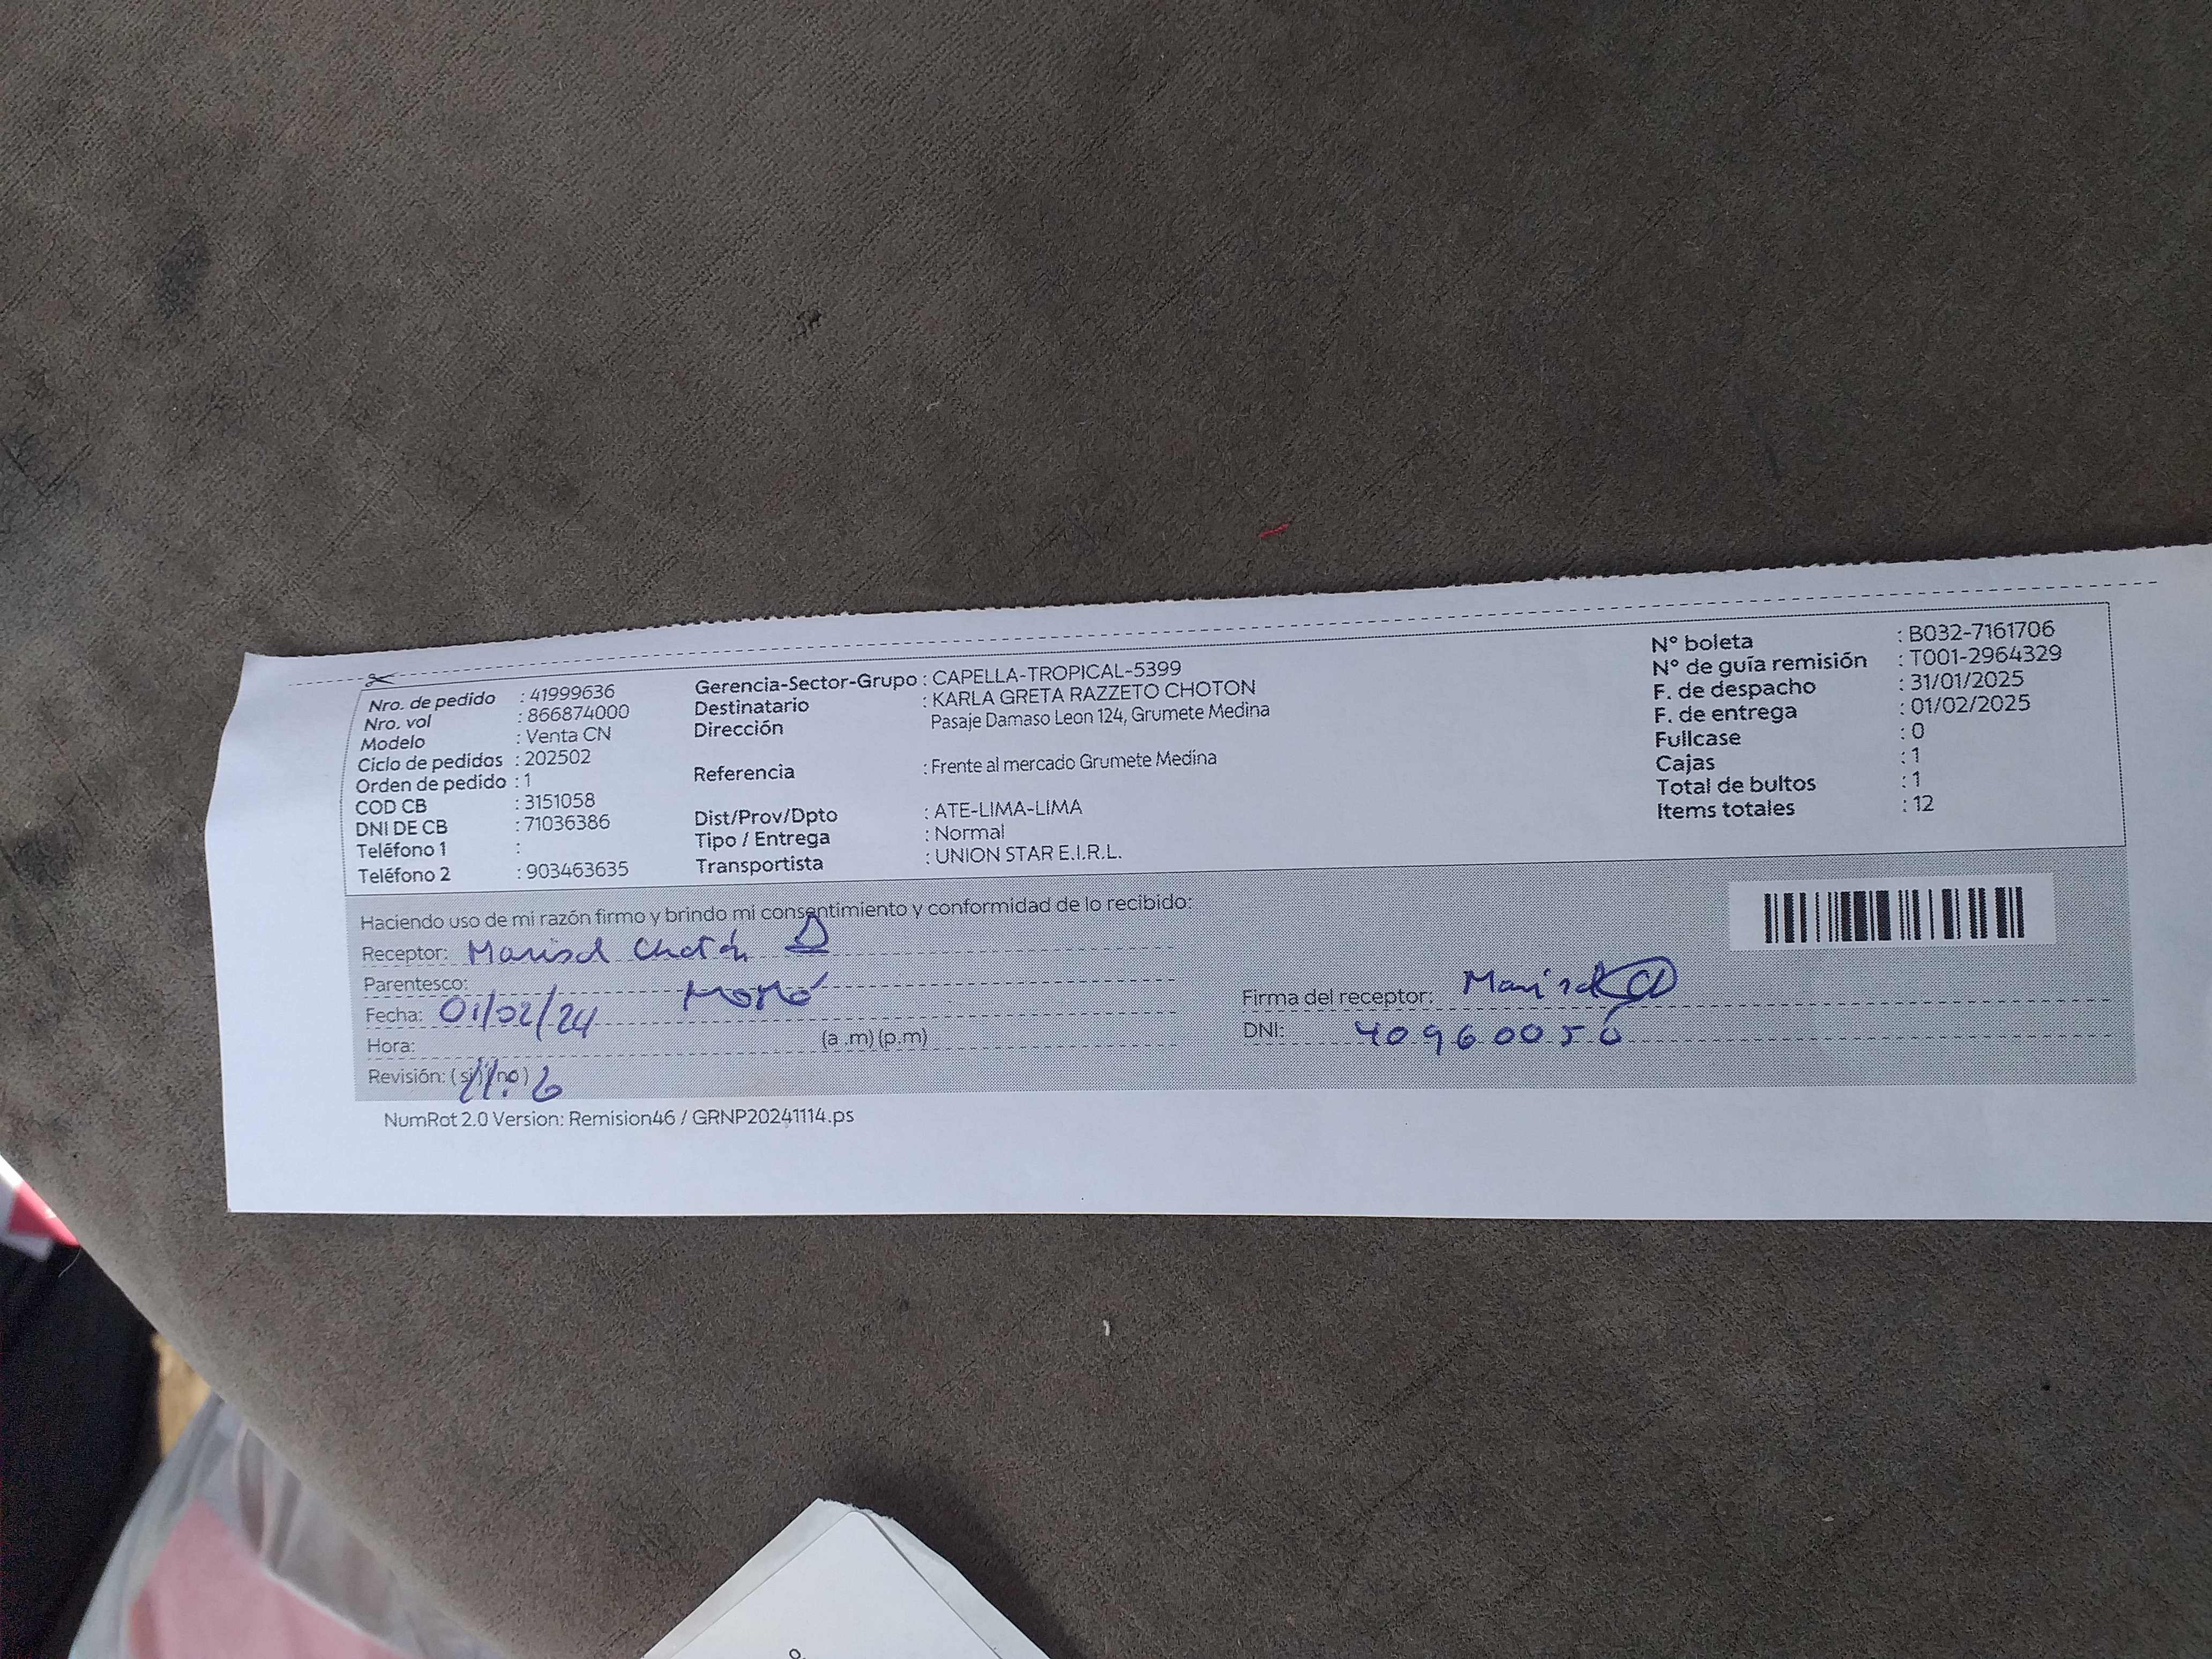 Nro. de pedido : 41999636
Nro. vol : 866874000
Modelo : Venta CN
Ciclo de pedidos : 202502
Orden de pedido : 1
COD CB : 3151058
DNI DE CB : 71036386
Teléfono 1 :
Teléfono 2 : 903463635
Gerencia-Sector-Grupo : CAPELLA-TROPICAL-5399
Destinatario : KARLA GRETA RAZZETO CHOTON
Dirección Pasaje Damaso Leon 124, Grumete Medina
Referencia : Frente al mercado Grumete Medina
Dist/Prov/Dpto : ATE-LIMA-LIMA
Tipo / Entrega : Normal
Transportista : UNION STAR E.I.R.L.
N° boleta : B032-7161706
N° de guía remisión : T001-2964329
F. de despacho : 31/01/2025
F. de entrega : 01/02/2025
Fullcase : 0
Cajas : 1
Total de bultos : 1
Items totales : 12
Haciendo uso de mi razón firmo y brindo mi consentimiento y conformidad de lo recibido:
Receptor: Marisol Chotón D
Parentesco: Mamá
Fecha: 01/02/24
Hora: (a .m) (p.m)
Revisión: (si) (no)
Firma del receptor: Marisol
DNI: 40960050
NumRot 2.0 Version: Remision46 / GRNP20241114.ps